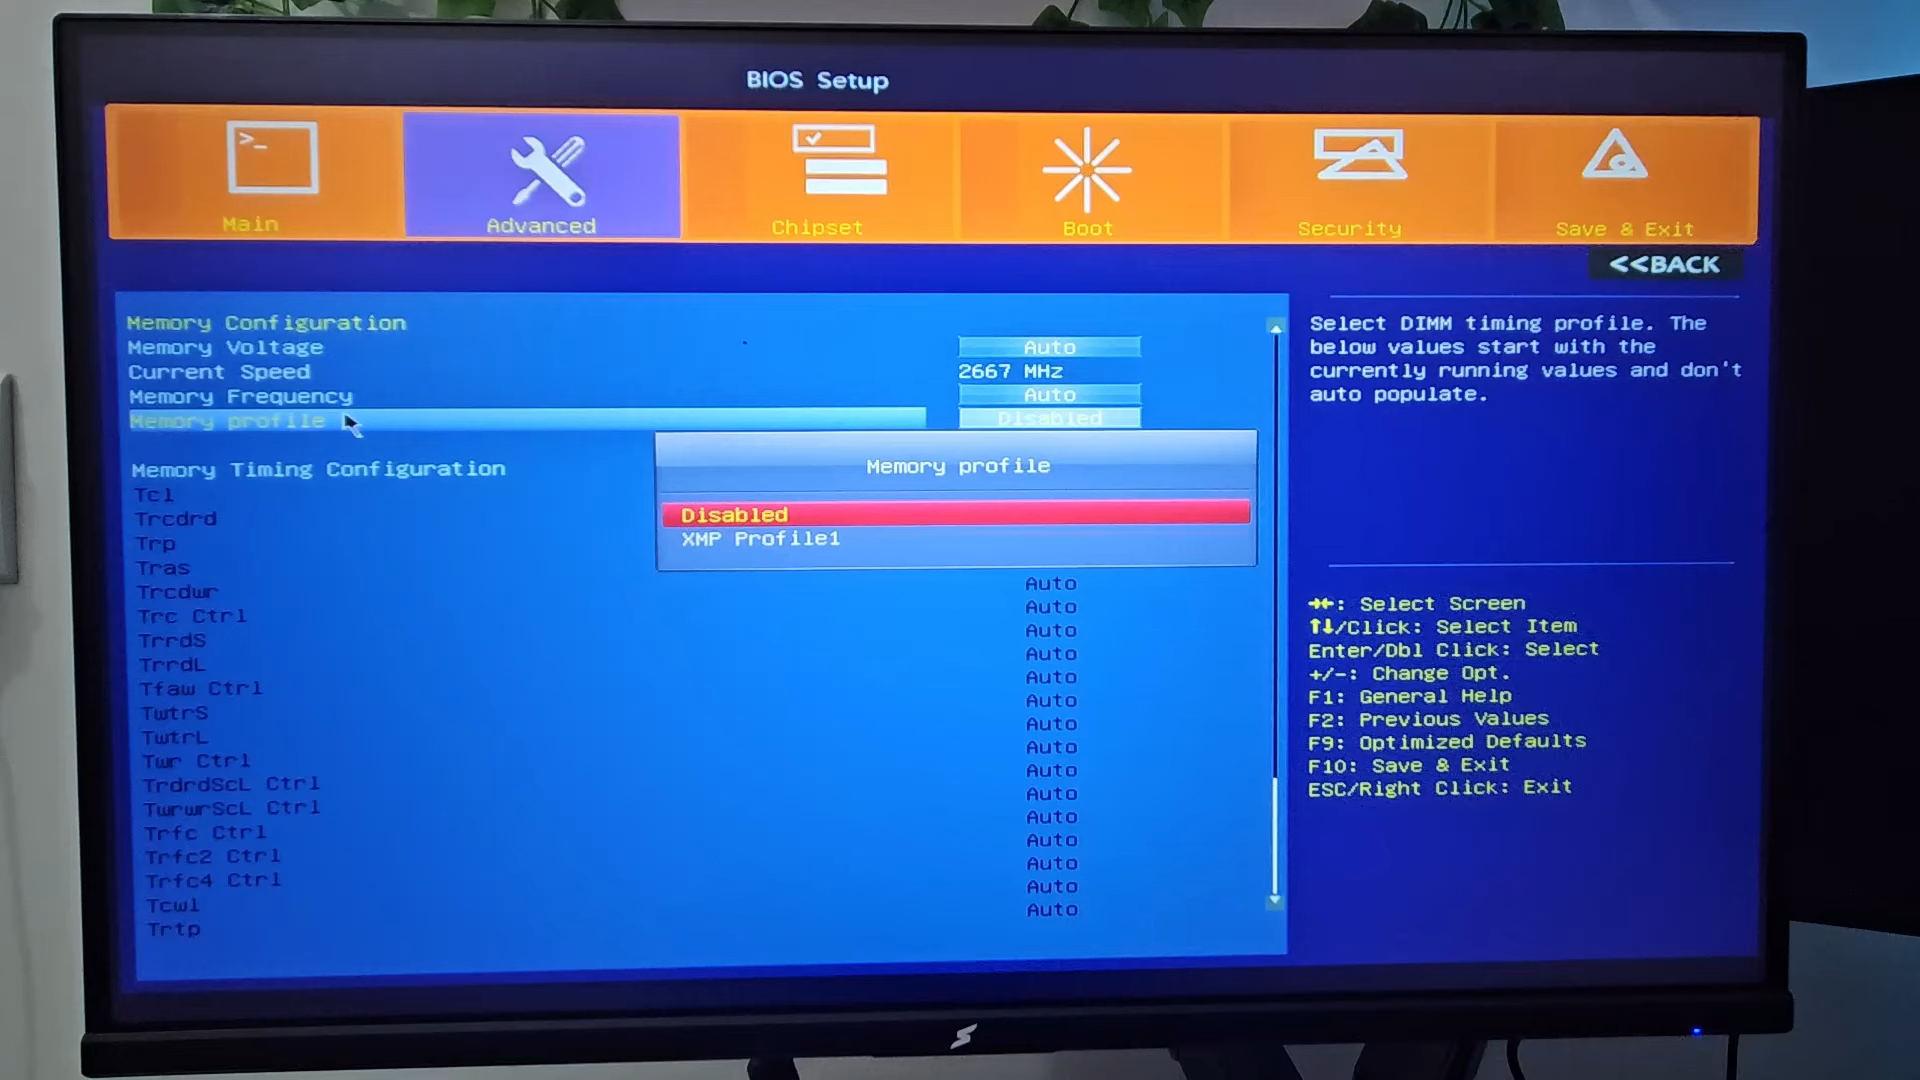 BIOS Setup
>_
Main
Advanced
Chipset
Boot
Security
Save & Exit
<<BACK
Memory Configuration
Memory Voltage Auto
Current Speed 2667 MHz
Memory Frequency Auto
Memory profile Disabled
Memory Timing Configuration
Tcl
Trcdrd
Trp
Tras
Trcdwr Auto
Trc Ctrl Auto
TrrdS Auto
TrrdL Auto
Tfaw Ctrl Auto
TwtrS Auto
TwtrL Auto
Twr Ctrl Auto
TrdrdScL Ctrl Auto
TwrwrScL Ctrl Auto
Trfc Ctrl Auto
Trfc2 Ctrl Auto
Trfc4 Ctrl Auto
Tcwl Auto
Trtp Auto
Memory profile
Disabled
XMP Profile1
Select DIMM timing profile. The
below values start with the
currently running values and don't
auto populate.
→←: Select Screen
↑↓/Click: Select Item
Enter/Dbl Click: Select
+/-: Change Opt.
F1: General Help
F2: Previous Values
F9: Optimized Defaults
F10: Save & Exit
ESC/Right Click: Exit